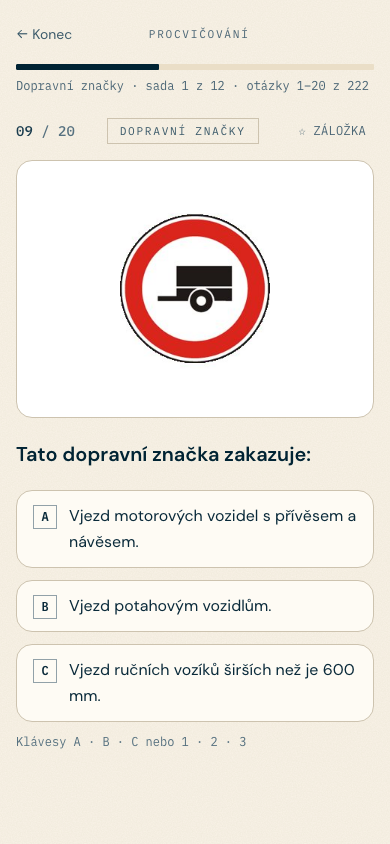 ← Konec
PROCVIČOVÁNÍ
Dopravní značky · sada 1 z 12 · otázky 1–20 z 222
09 / 20
DOPRAVNÍ ZNAČKY
☆ ZÁLOŽKA
Tato dopravní značka zakazuje:
A
Vjezd motorových vozidel s přívěsem a
návěsem.
B
Vjezd potahovým vozidlům.
C
Vjezd ručních vozíků širších než je 600
mm.
Klávesy A · B · C nebo 1 · 2 · 3